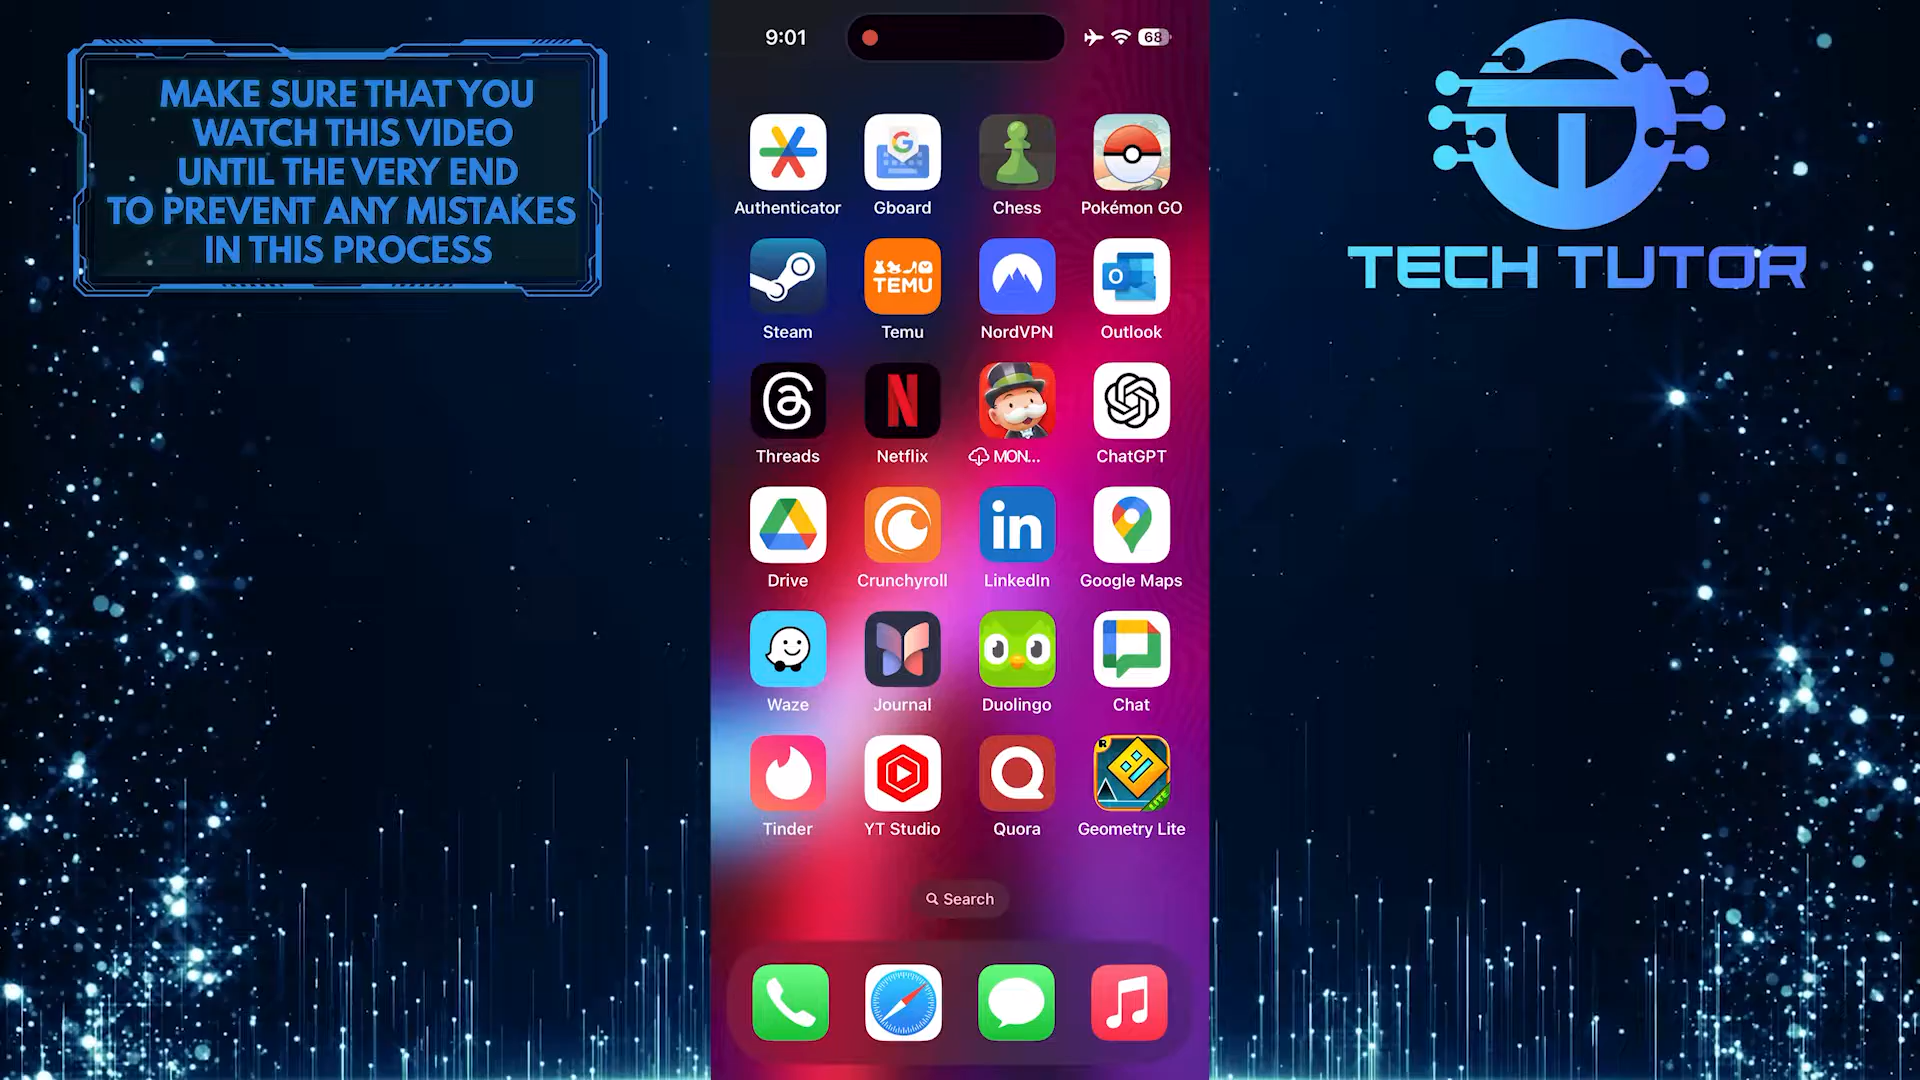 MAKE SURE THAT YOU
WATCH THIS VIDEO
UNTIL THE VERY END
TO PREVENT ANY MISTAKES
IN THIS PROCESS
9:01
68
TECH TUTOR
Authenticator
Gboard
Chess
Pokémon GO
TEMU
Steam
Temu
NordVPN
Outlook
Threads
Netflix
MON...
ChatGPT
in
Drive
Crunchyroll
LinkedIn
Google Maps
Waze
Journal
Duolingo
Chat
LITE
Tinder
YT Studio
Quora
Geometry Lite
Search